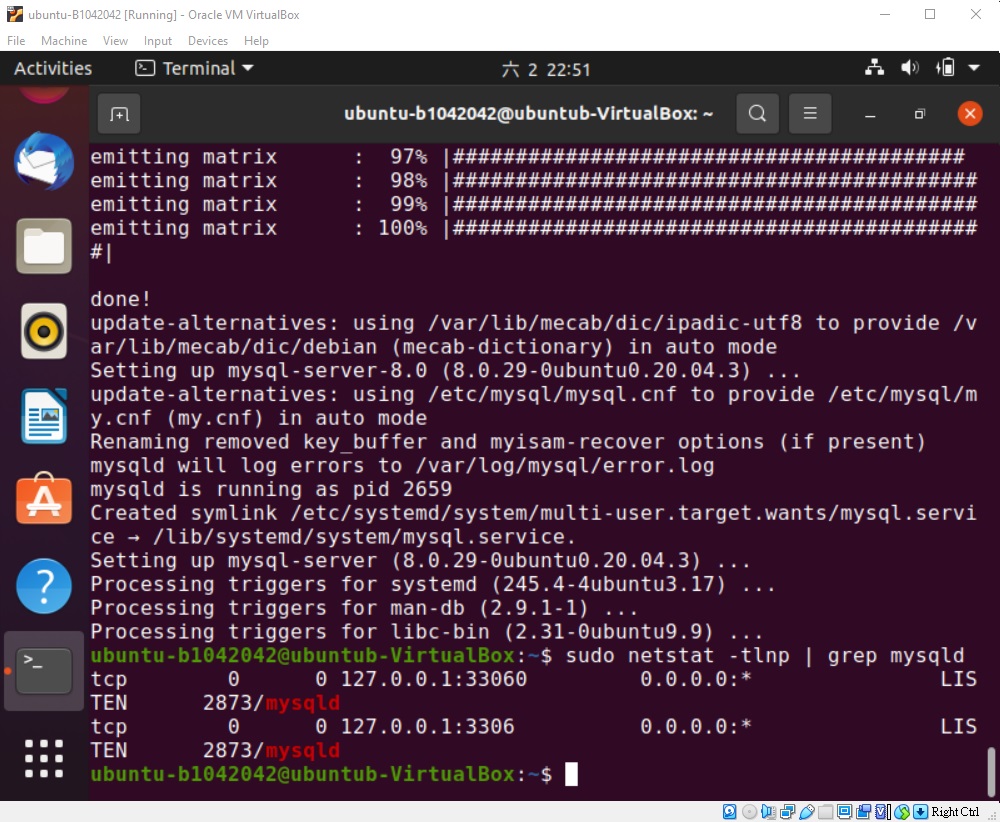 ubuntu-B1042042 [Running] - Oracle VM VirtualBox
File Machine View Input Devices Help
Activities Terminal 六 2 22:51
ubuntu-b1042042@ubuntub-VirtualBox: ~
emitting matrix      :  97% |#########################################
emitting matrix      :  98% |##########################################
emitting matrix      :  99% |##########################################
emitting matrix      : 100% |##########################################
#|
done!
update-alternatives: using /var/lib/mecab/dic/ipadic-utf8 to provide /v
ar/lib/mecab/dic/debian (mecab-dictionary) in auto mode
Setting up mysql-server-8.0 (8.0.29-0ubuntu0.20.04.3) ...
update-alternatives: using /etc/mysql/mysql.cnf to provide /etc/mysql/m
y.cnf (my.cnf) in auto mode
Renaming removed key_buffer and myisam-recover options (if present)
mysqld will log errors to /var/log/mysql/error.log
mysqld is running as pid 2659
Created symlink /etc/systemd/system/multi-user.target.wants/mysql.servi
ce → /lib/systemd/system/mysql.service.
Setting up mysql-server (8.0.29-0ubuntu0.20.04.3) ...
Processing triggers for systemd (245.4-4ubuntu3.17) ...
Processing triggers for man-db (2.9.1-1) ...
Processing triggers for libc-bin (2.31-0ubuntu9.9) ...
ubuntu-b1042042@ubuntub-VirtualBox:~$ sudo netstat -tlnp | grep mysqld
tcp        0      0 127.0.0.1:33060         0.0.0.0:*               LIS
TEN      2873/mysqld
tcp        0      0 127.0.0.1:3306          0.0.0.0:*               LIS
TEN      2873/mysqld
ubuntu-b1042042@ubuntub-VirtualBox:~$
Right Ctrl